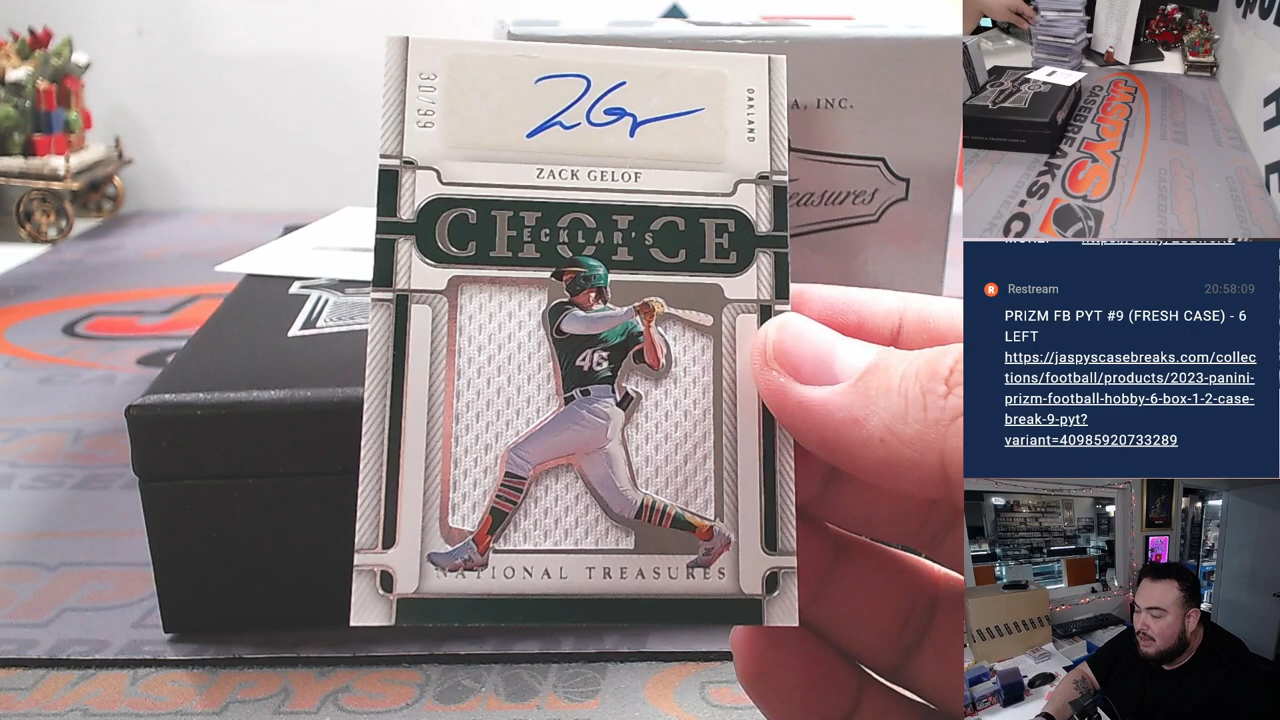 30/99
OAKLAND
ZACK GELOF
CHOICE
ECKLAR'S
46
NATIONAL TREASURES
A, INC.
easures
JASPYS
CASEBREAKS.C
Restream 20:58:09
PRIZM FB PYT #9 (FRESH CASE) - 6
LEFT
https://jaspyscasebreaks.com/collec
tions/football/products/2023-panini-
prizm-football-hobby-6-box-1-2-case-
break-9-pyt?
variant=40985920733289
JASPYS